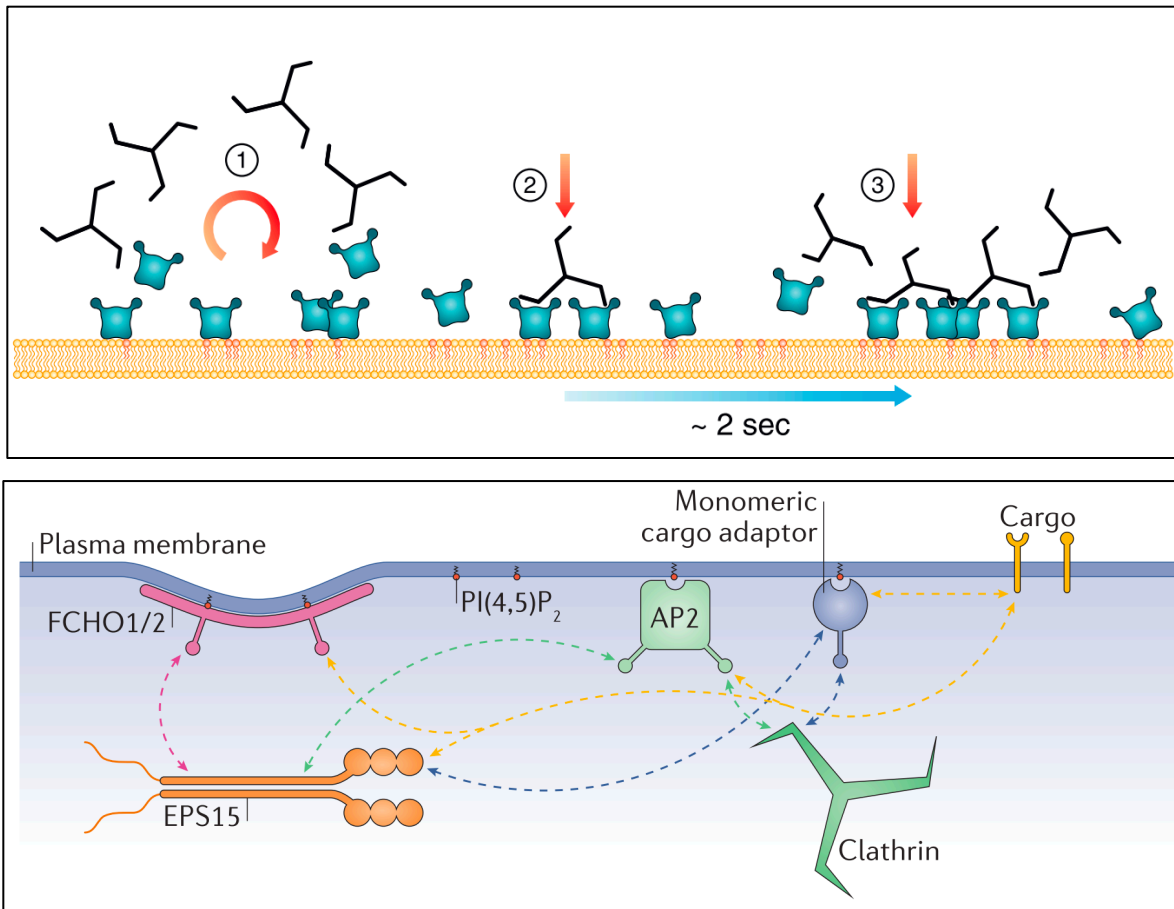 1
2
3
~ 2 sec
Plasma membrane
FCHO1/2
PI(4,5)P2
AP2
Monomeric
cargo adaptor
Cargo
EPS15
Clathrin